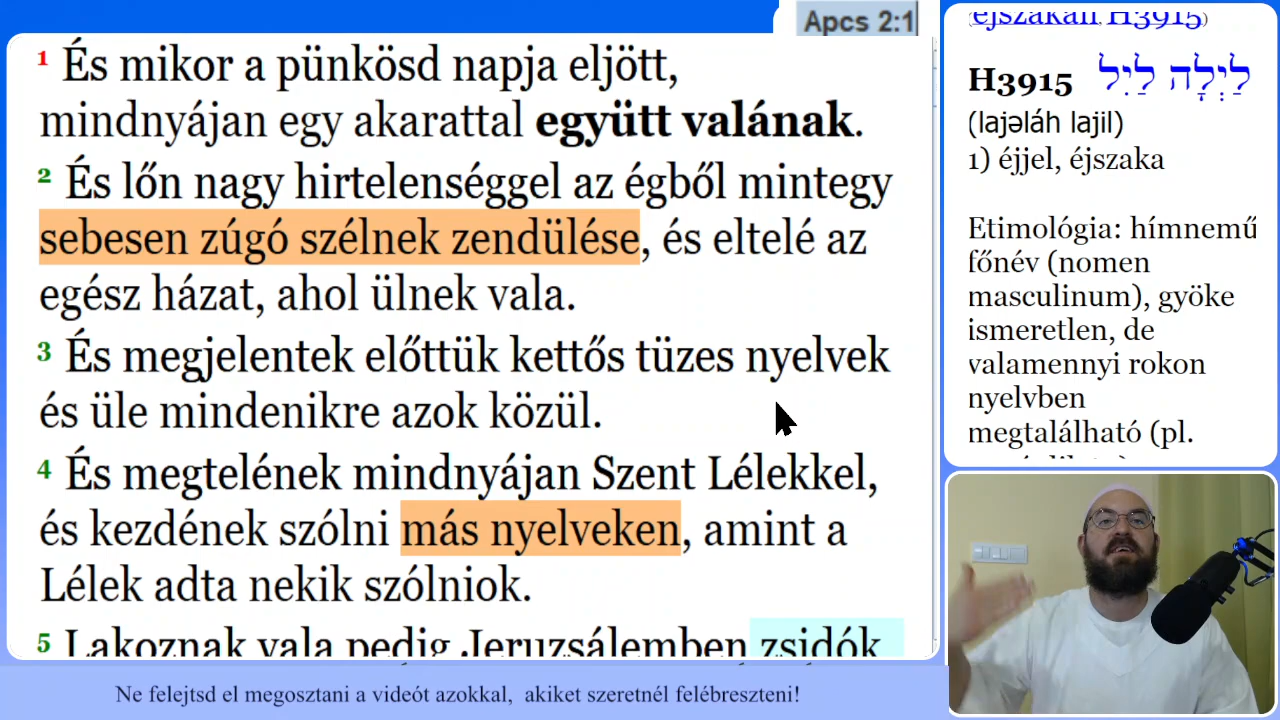 Apcs 2:1
1 És mikor a pünkösd napja eljött,
mindnyájan egy akarattal együtt valának.
2 És lőn nagy hirtelenséggel az égből mintegy
sebesen zúgó szélnek zendülése, és eltelé az
egész házat, ahol ülnek vala.
3 És megjelentek előttük kettős tüzes nyelvek
és üle mindenikre azok közül.
4 És megtelének mindnyájan Szent Lélekkel,
és kezdének szólni más nyelveken, amint a
Lélek adta nekik szólniok.
5 Lakoznak vala pedig Jeruzsálemben zsidók
éjszakán, H3915)
H3915 לַיְלָה לַיִל
(lajəláh lajil)
1) éjjel, éjszaka
Etimológia: hímnemű
főnév (nomen
masculinum), gyöke
ismeretlen, de
valamennyi rokon
nyelvben
megtalálható (pl.
Ne felejtsd el megosztani a videót azokkal, akiket szeretnél felébreszteni!